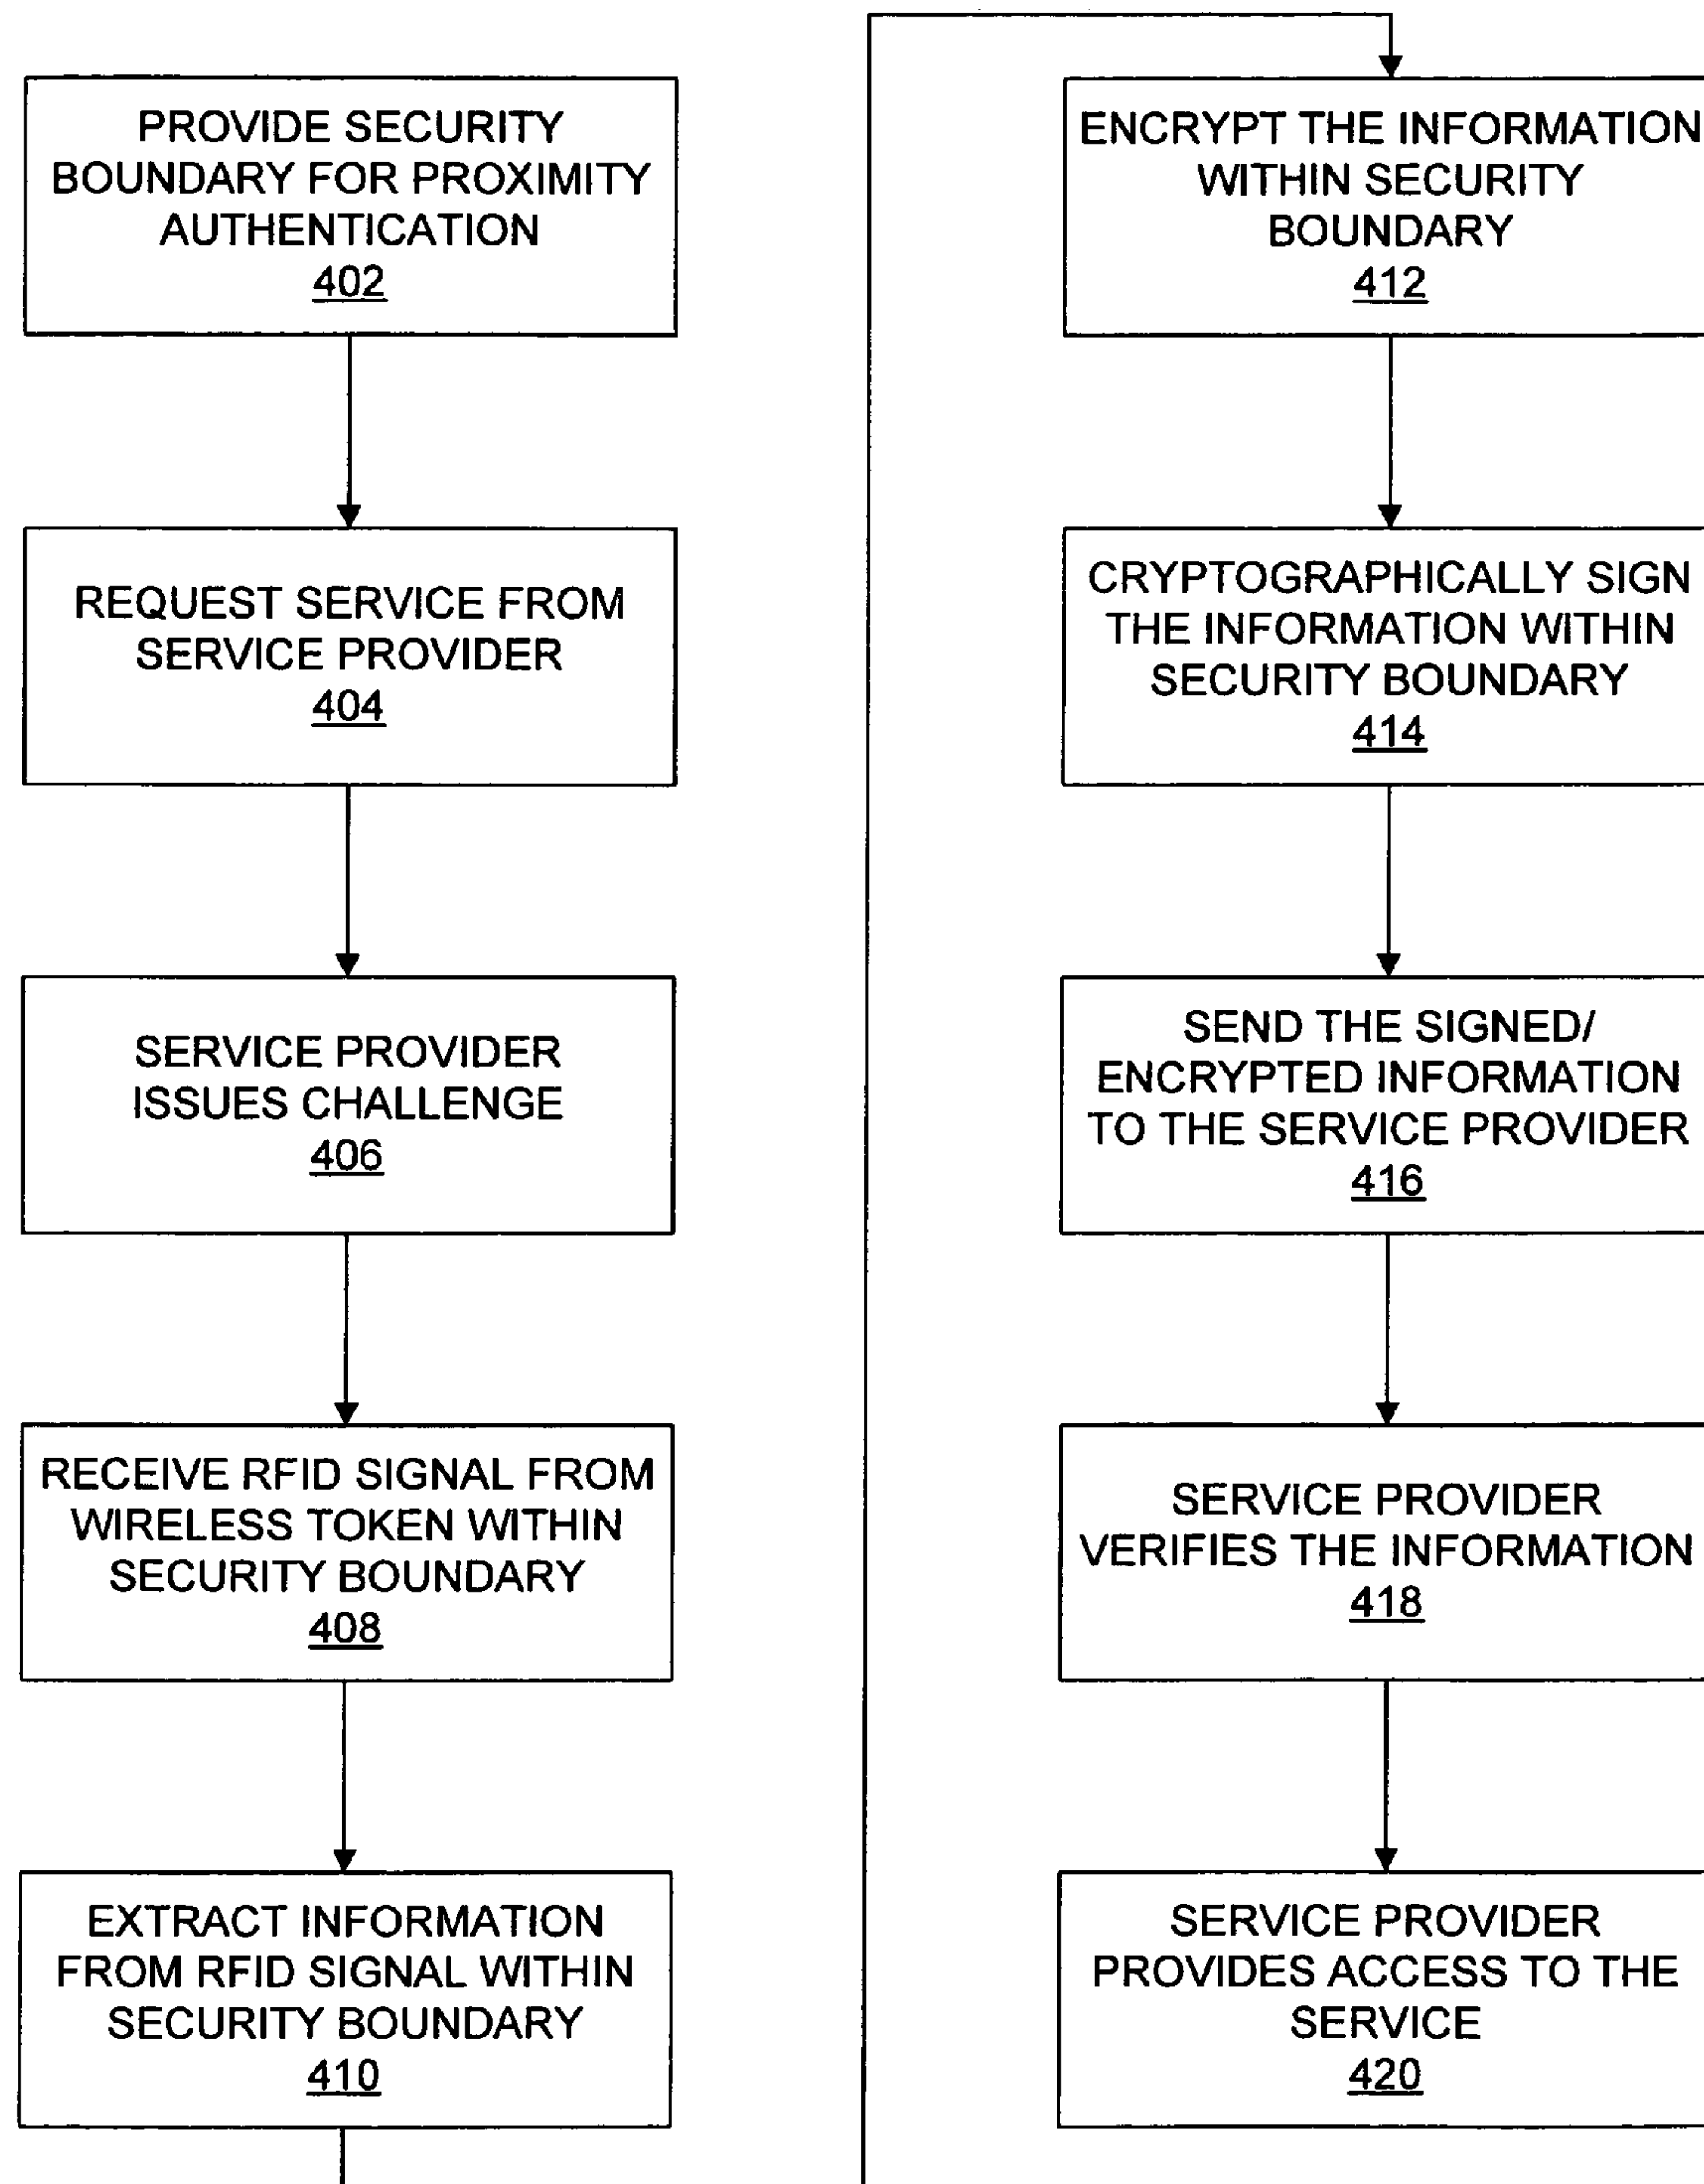 PROVIDE SECURITY
BOUNDARY FOR PROXIMITY
AUTHENTICATION
402
REQUEST SERVICE FROM
SERVICE PROVIDER
404
SERVICE PROVIDER
ISSUES CHALLENGE
406
RECEIVE RFID SIGNAL FROM
WIRELESS TOKEN WITHIN
SECURITY BOUNDARY
408
EXTRACT INFORMATION
FROM RFID SIGNAL WITHIN
SECURITY BOUNDARY
410
ENCRYPT THE INFORMATION
WITHIN SECURITY
BOUNDARY
412
CRYPTOGRAPHICALLY SIGN
THE INFORMATION WITHIN
SECURITY BOUNDARY
414
SEND THE SIGNED/
ENCRYPTED INFORMATION
TO THE SERVICE PROVIDER
416
SERVICE PROVIDER
VERIFIES THE INFORMATION
418
SERVICE PROVIDER
PROVIDES ACCESS TO THE
SERVICE
420